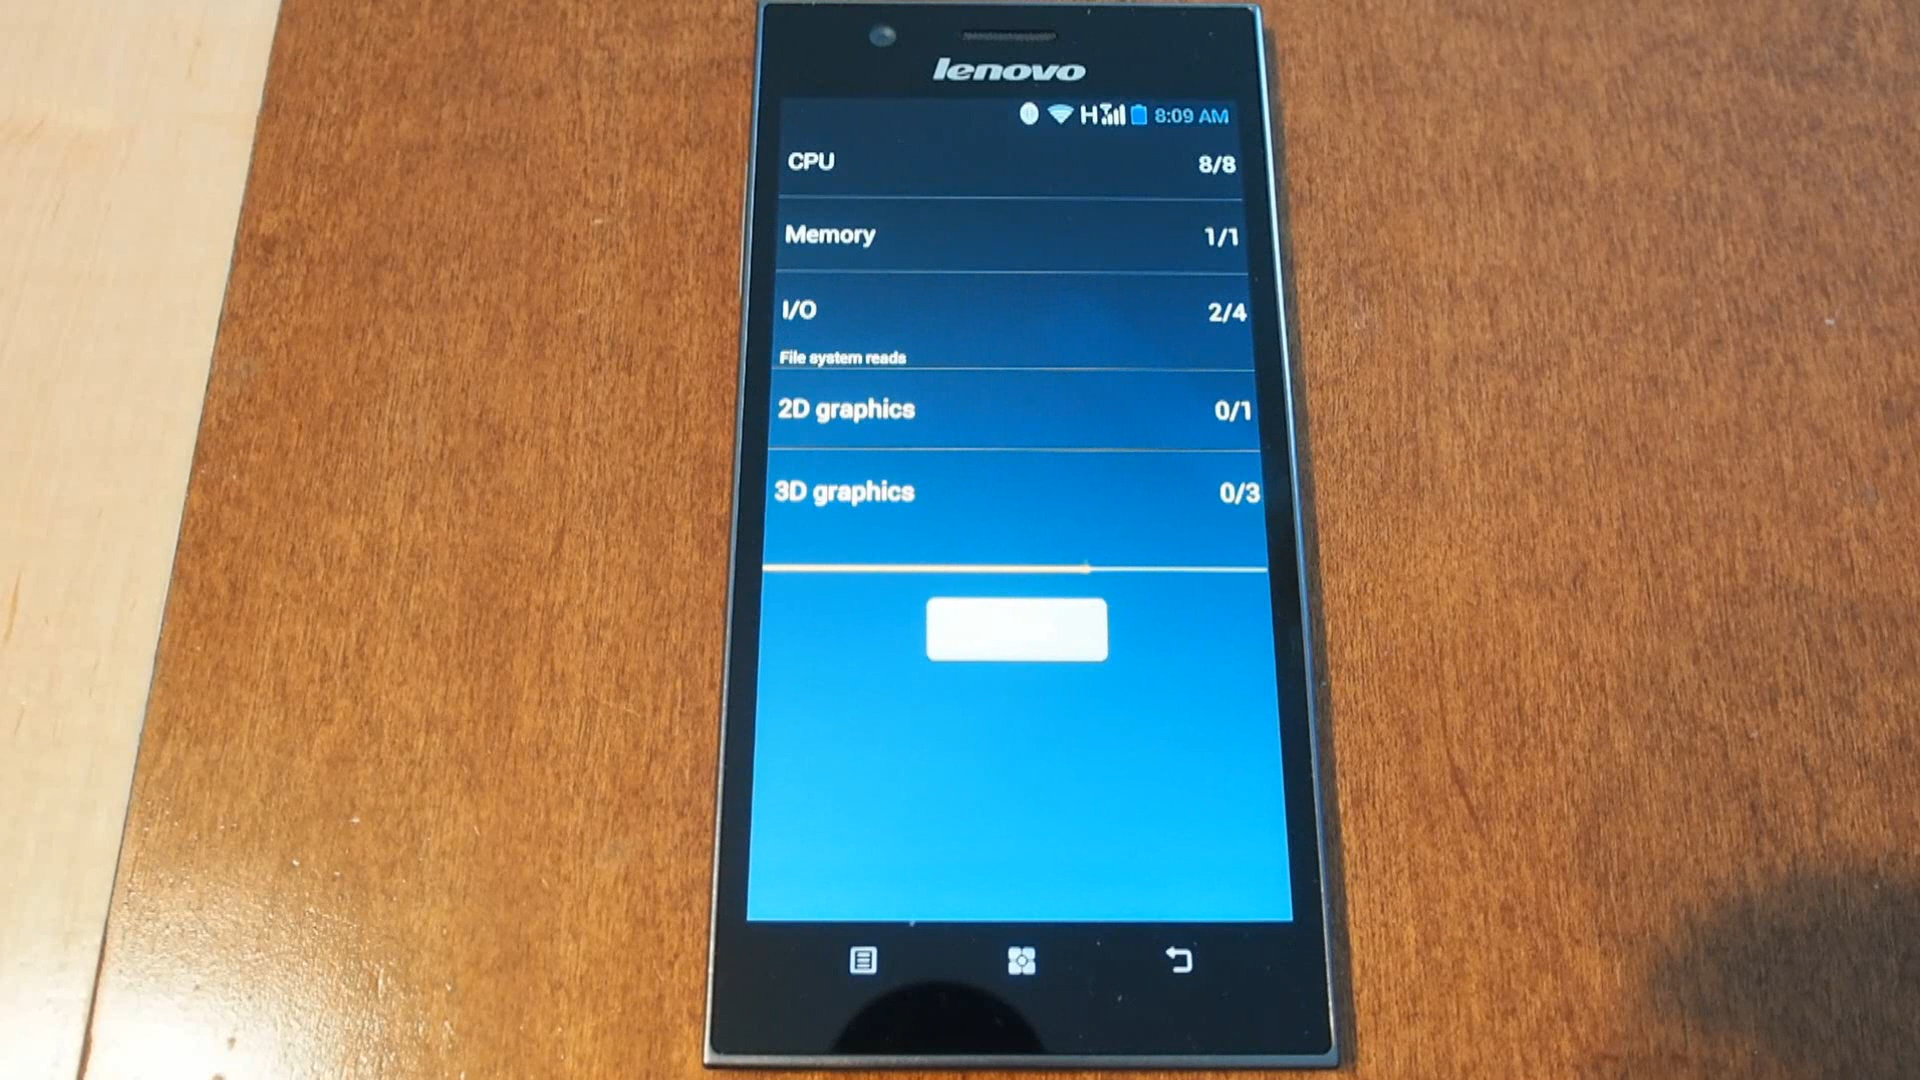 lenovo
H 8:09 AM
CPU 8/8
Memory 1/1
I/O 2/4
File system reads
2D graphics 0/1
3D graphics 0/3